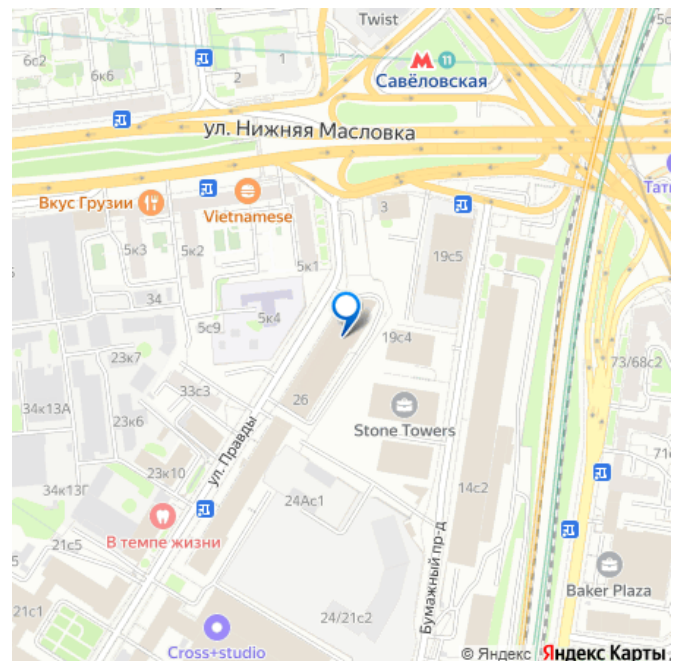 Twist
6с2
6к6
2
1
5с
11
Савёловская
ул. Нижняя Масловка
Вкус Грузии
Vietnamese
3
5к3
5к2
5к1
19с5
34
5с9
5к4
19с4
23к7
33с3
73/68с2
34к13А
26
23к6
Stone Towers
ул. Правды
23к10
34к13Г
24Ас1
14с2
В темпе жизни
21с5
Бумажный пр-д
Baker Plaza
21с1
24/21с2
Cross+studio
© Яндекс Яндекс Карты